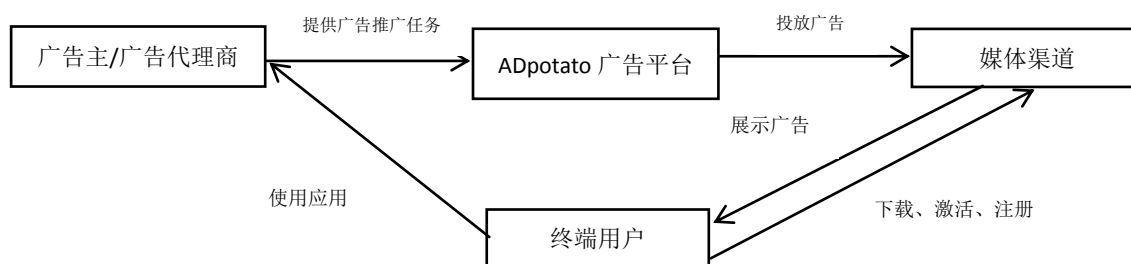 提供广告推广任务
投放广告
广告主/广告代理商
ADpotato 广告平台
媒体渠道
展示广告
使用应用
下载、激活、注册
终端用户